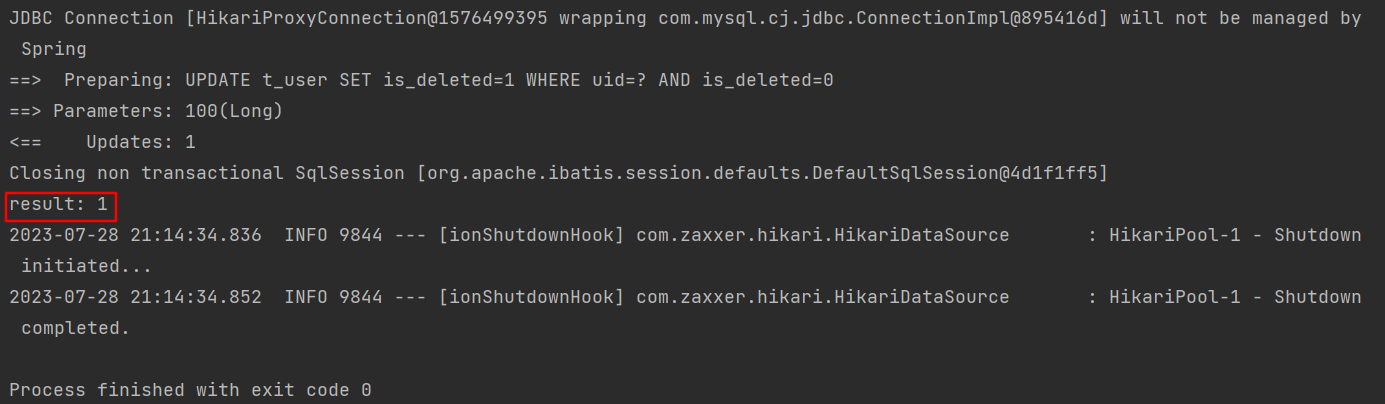 JDBC Connection [HikariProxyConnection@1576499395 wrapping com.mysql.cj.jdbc.ConnectionImpl@895416d] will not be managed by
 Spring
==>  Preparing: UPDATE t_user SET is_deleted=1 WHERE uid=? AND is_deleted=0
==> Parameters: 100(Long)
<==    Updates: 1
Closing non transactional SqlSession [org.apache.ibatis.session.defaults.DefaultSqlSession@4d1f1ff5]
result: 1
2023-07-28 21:14:34.836  INFO 9844 --- [ionShutdownHook] com.zaxxer.hikari.HikariDataSource       : HikariPool-1 - Shutdown
 initiated...
2023-07-28 21:14:34.852  INFO 9844 --- [ionShutdownHook] com.zaxxer.hikari.HikariDataSource       : HikariPool-1 - Shutdown
 completed.
Process finished with exit code 0